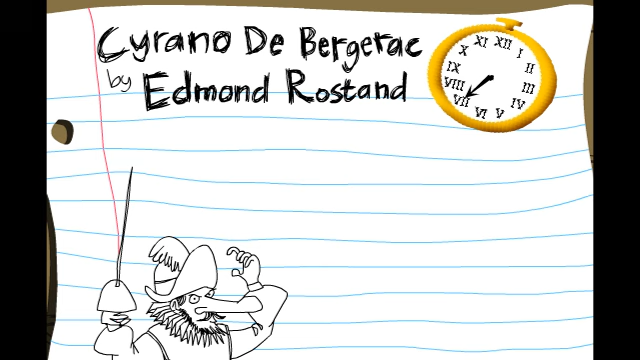 Cyrano De Bergerac
by Edmond Rostand
XI XII I
X II
IX III
VIII IV
VII VI V